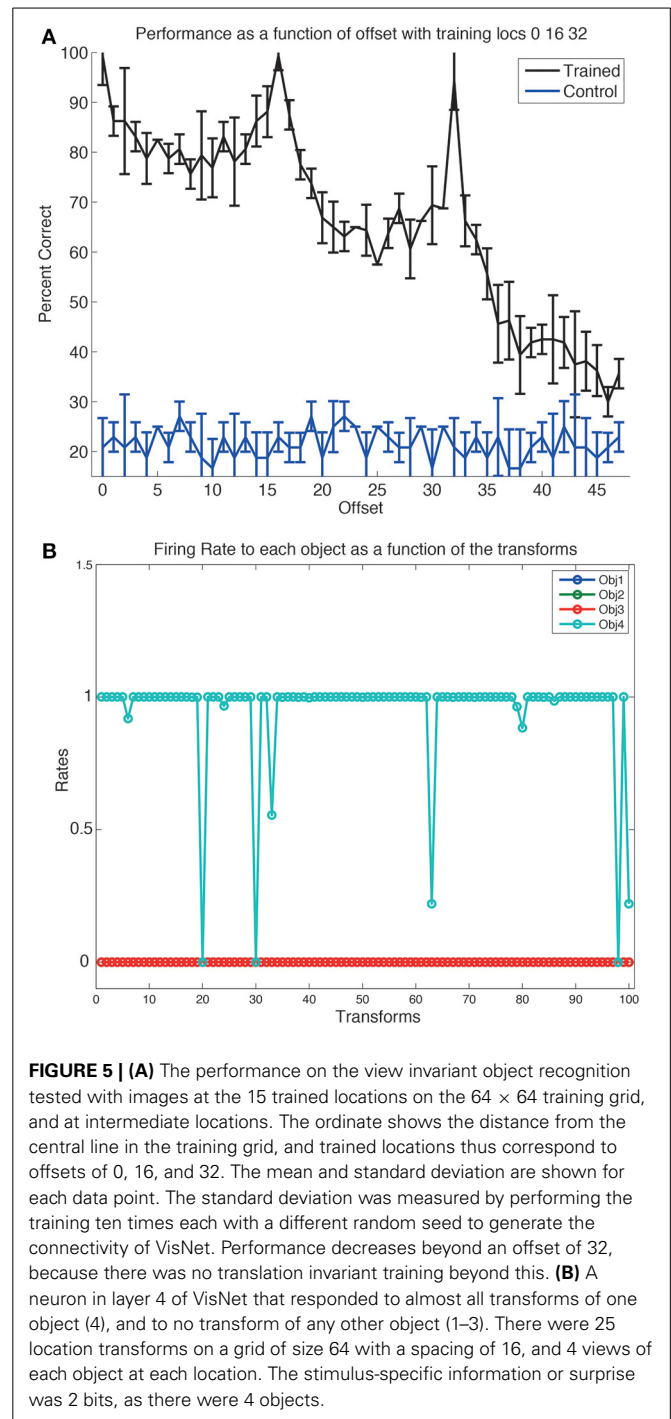 A
Performance as a function of offset with training locs 0 16 32
100
90
80
70
60
50
40
30
20
Percent Correct
Trained
Control
0 5 10 15 20 25 30 35 40 45
Offset
B
Firing Rate to each object as a function of the transforms
1.5
1
0.5
0
Rates
Obj1
Obj2
Obj3
Obj4
0 10 20 30 40 50 60 70 80 90 100
Transforms
FIGURE 5 | (A) The performance on the view invariant object recognition
tested with images at the 15 trained locations on the 64 × 64 training grid,
and at intermediate locations. The ordinate shows the distance from the
central line in the training grid, and trained locations thus correspond to
offsets of 0, 16, and 32. The mean and standard deviation are shown for
each data point. The standard deviation was measured by performing the
training ten times each with a different random seed to generate the
connectivity of VisNet. Performance decreases beyond an offset of 32,
because there was no translation invariant training beyond this. (B) A
neuron in layer 4 of VisNet that responded to almost all transforms of one
object (4), and to no transform of any other object (1–3). There were 25
location transforms on a grid of size 64 with a spacing of 16, and 4 views of
each object at each location. The stimulus-specific information or surprise
was 2 bits, as there were 4 objects.